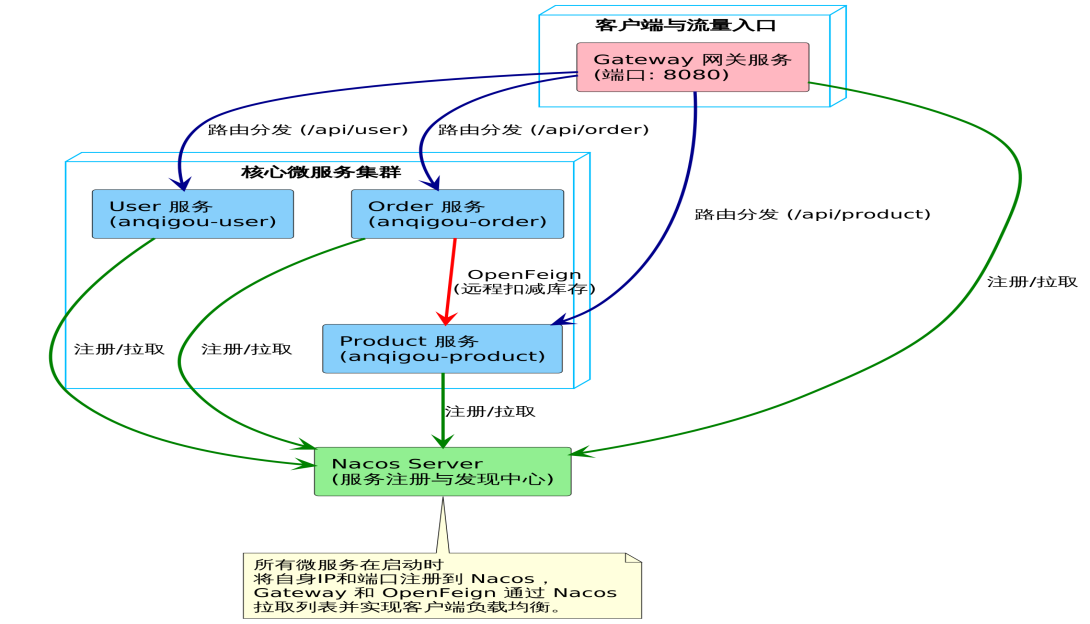 客户端与流量入口
Gateway 网关服务
(端口: 8080)
路由分发 (/api/user)
路由分发 (/api/order)
核心微服务集群
User 服务
(anqigou-user)
Order 服务
(anqigou-order)
路由分发 (/api/product)
OpenFeign
(远程扣减库存)
注册/拉取
Product 服务
(anqigou-product)
注册/拉取
注册/拉取
注册/拉取
Nacos Server
(服务注册与发现中心)
所有微服务在启动时
将自身IP和端口注册到 Nacos，
Gateway 和 OpenFeign 通过 Nacos
拉取列表并实现客户端负载均衡。